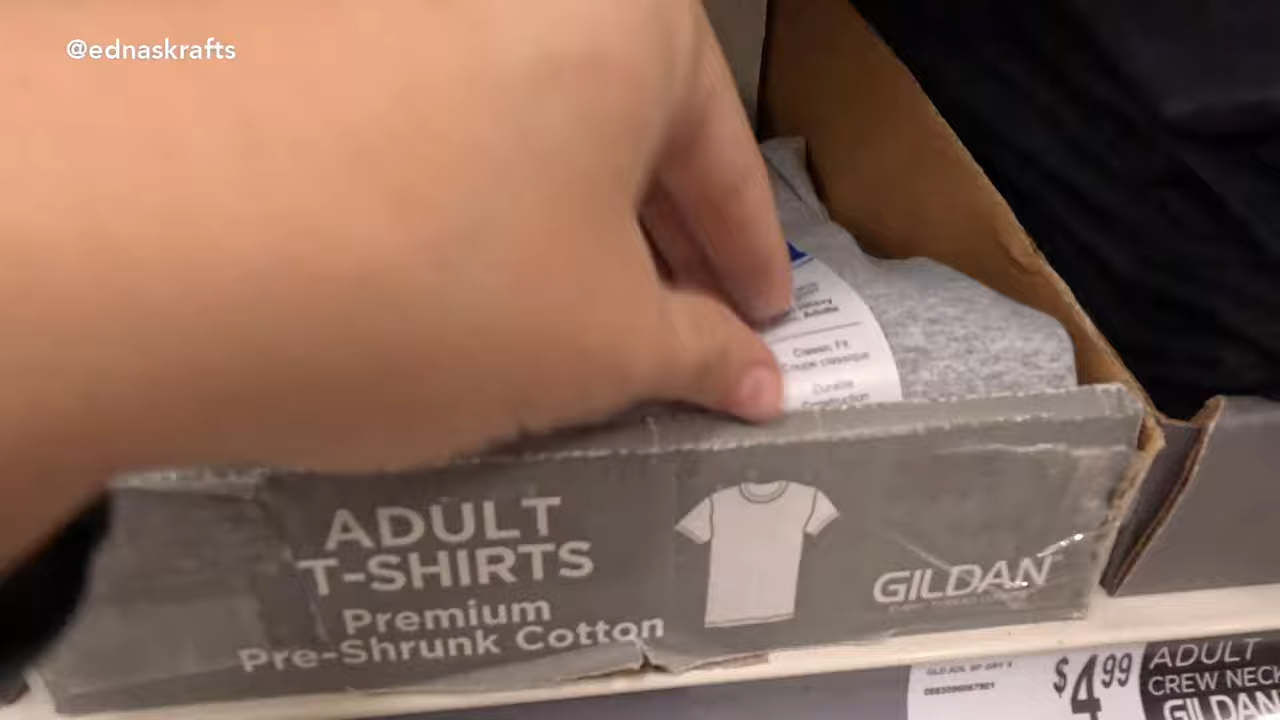 @ednaskrafts
Classic Fit
Coupe classique
Durable
Construction
ADULT
T-SHIRTS
Premium
Pre-Shrunk Cotton
GILDAN
$4.99
ADULT
CREW NECK
GILDAN